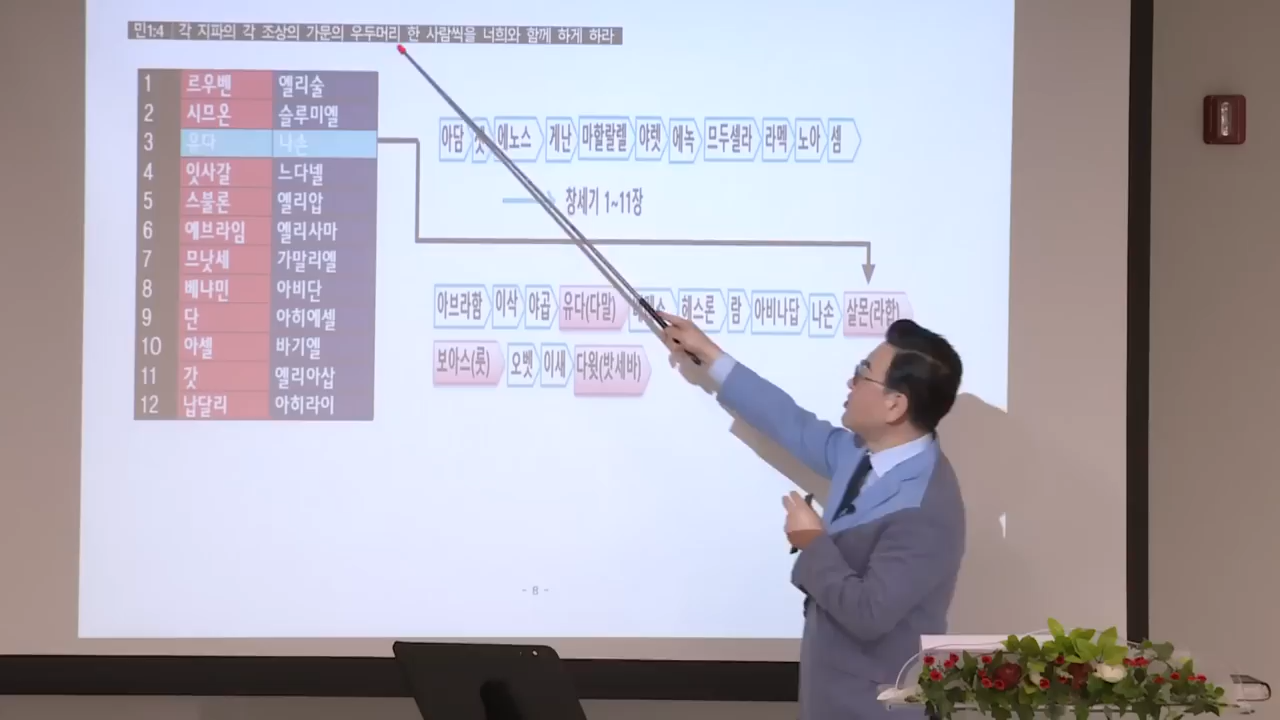 민1:4 각 지파의 각 조상의 가문의 우두머리 한 사람씩을 너희와 함께 하게 하라
1 르우벤 엘리술
2 시므온 슬루미엘
3 유다 나손
4 잇사갈 느다넬
5 스불론 엘리압
6 에브라임 엘리사마
7 므낫세 가말리엘
8 베냐민 아비단
9 단 아히에셀
10 아셀 바기엘
11 갓 엘리아삽
12 납달리 아히라이
아담 에노스 게난 마할랄렐 야렛 에녹 므두셀라 라멕 노아 셈
창세기 1~11장
아브라함 이삭 야곱 유다(다말) 헤스론 람 아비나답 나손 살몬(라합)
보아스(룻) 오벳 이새 다윗(밧세바)
- 8 -